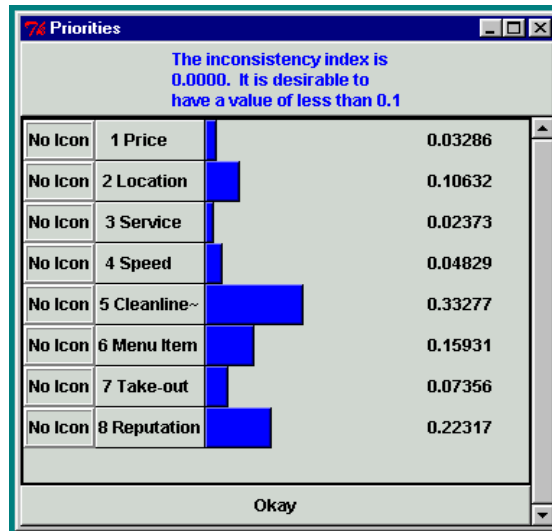 Priorities
The inconsistency index is
0.0000. It is desirable to
have a value of less than 0.1
No Icon 1 Price 0.03286
No Icon 2 Location 0.10632
No Icon 3 Service 0.02373
No Icon 4 Speed 0.04829
No Icon 5 Cleanline~ 0.33277
No Icon 6 Menu Item 0.15931
No Icon 7 Take-out 0.07356
No Icon 8 Reputation 0.22317
Okay